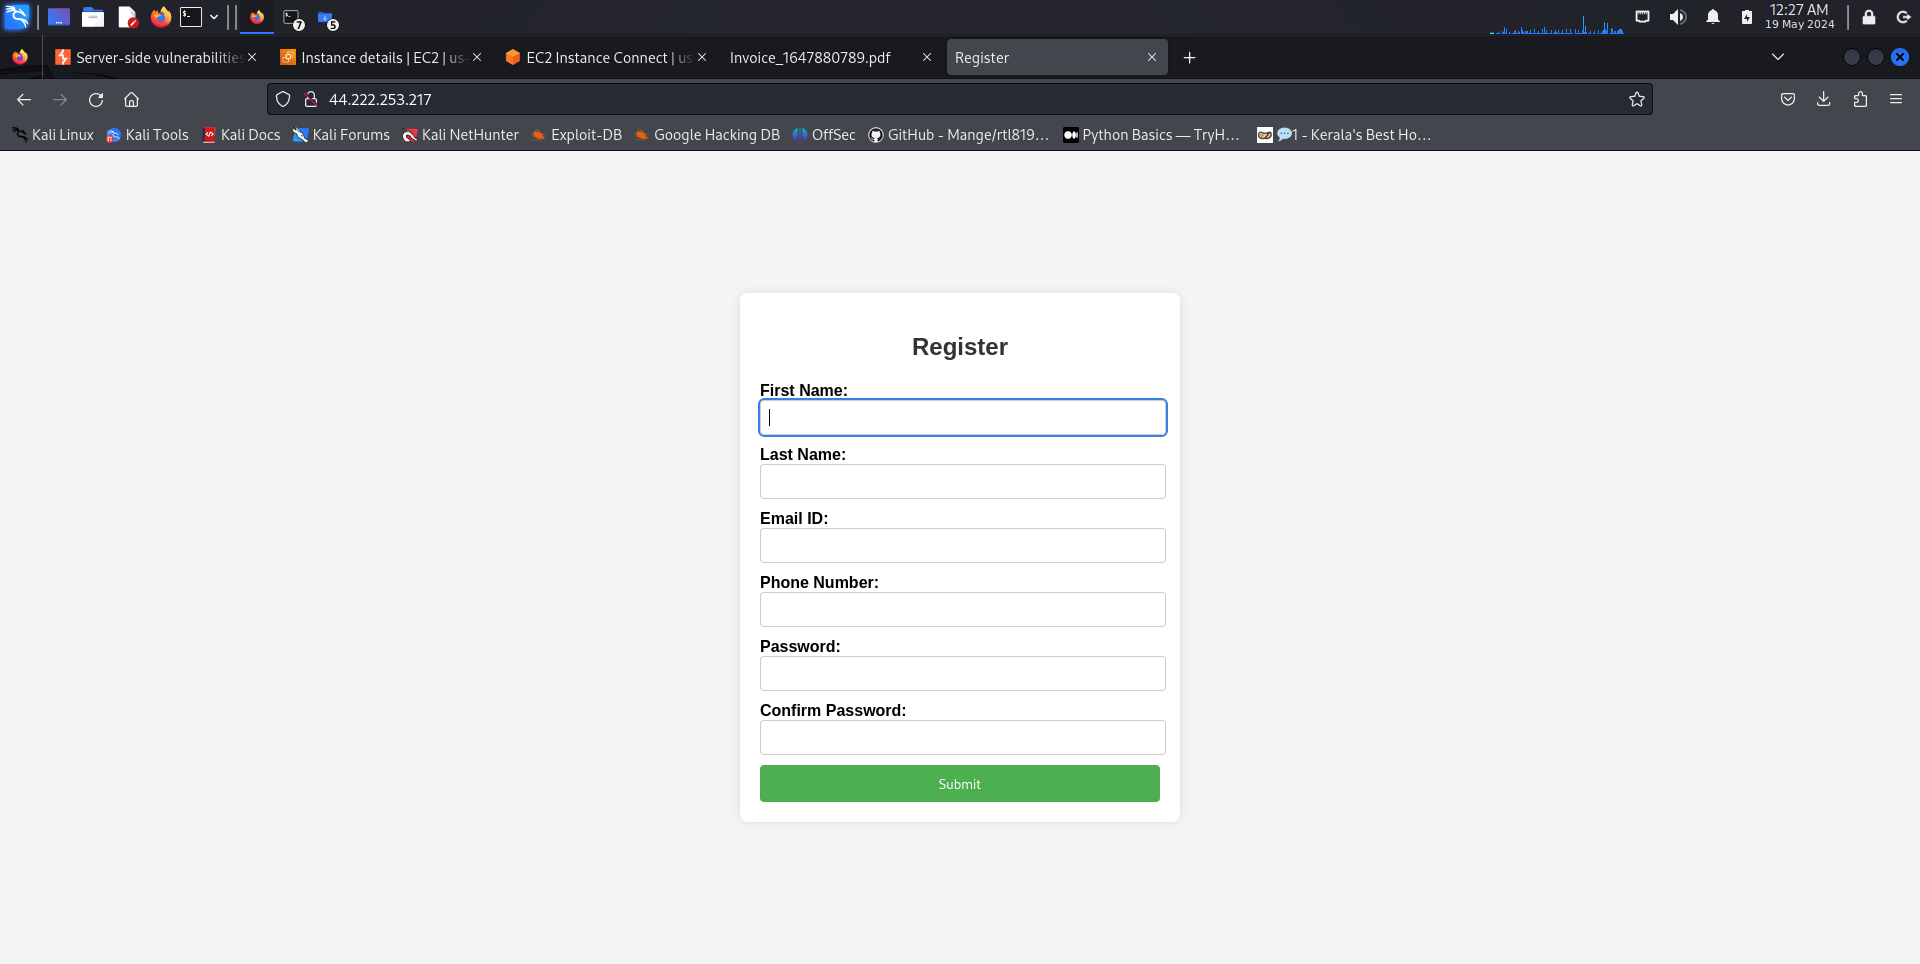 12:27 AM
19 May 2024
7
5
Server-side vulnerabilities
Instance details | EC2 | us-
EC2 Instance Connect | us
Invoice_1647880789.pdf
Register
44.222.253.217
Kali Linux
Kali Tools
Kali Docs
Kali Forums
Kali NetHunter
Exploit-DB
Google Hacking DB
OffSec
GitHub - Mange/rtl819…
Python Basics — TryH…
1 - Kerala's Best Ho…
Register
First Name:
Last Name:
Email ID:
Phone Number:
Password:
Confirm Password:
Submit